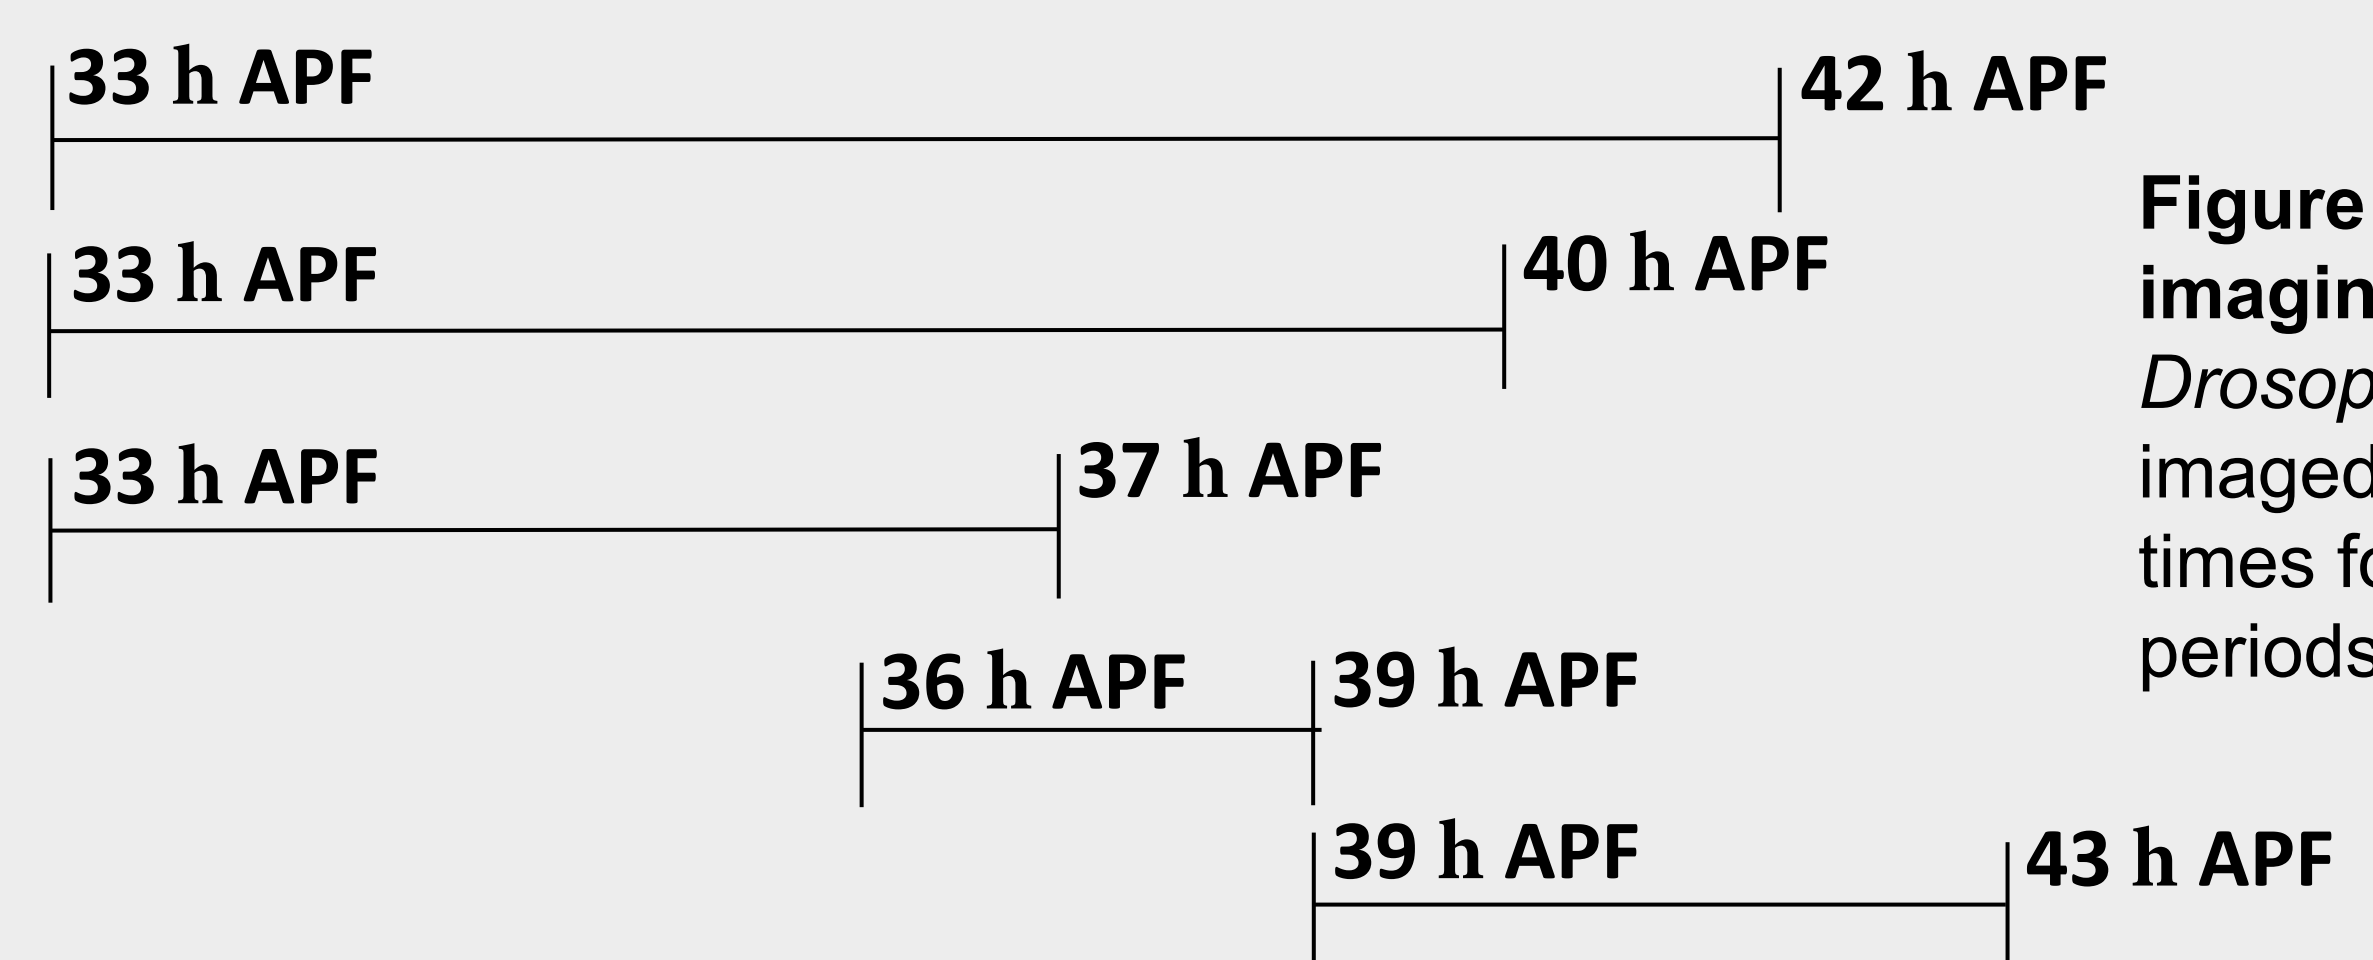 33 h APF
42 h APF
33 h APF
40 h APF
33 h APF
37 h APF
36 h APF
39 h APF
39 h APF
43 h APF
Figure
imagin
Drosop
imaged
times fo
periods